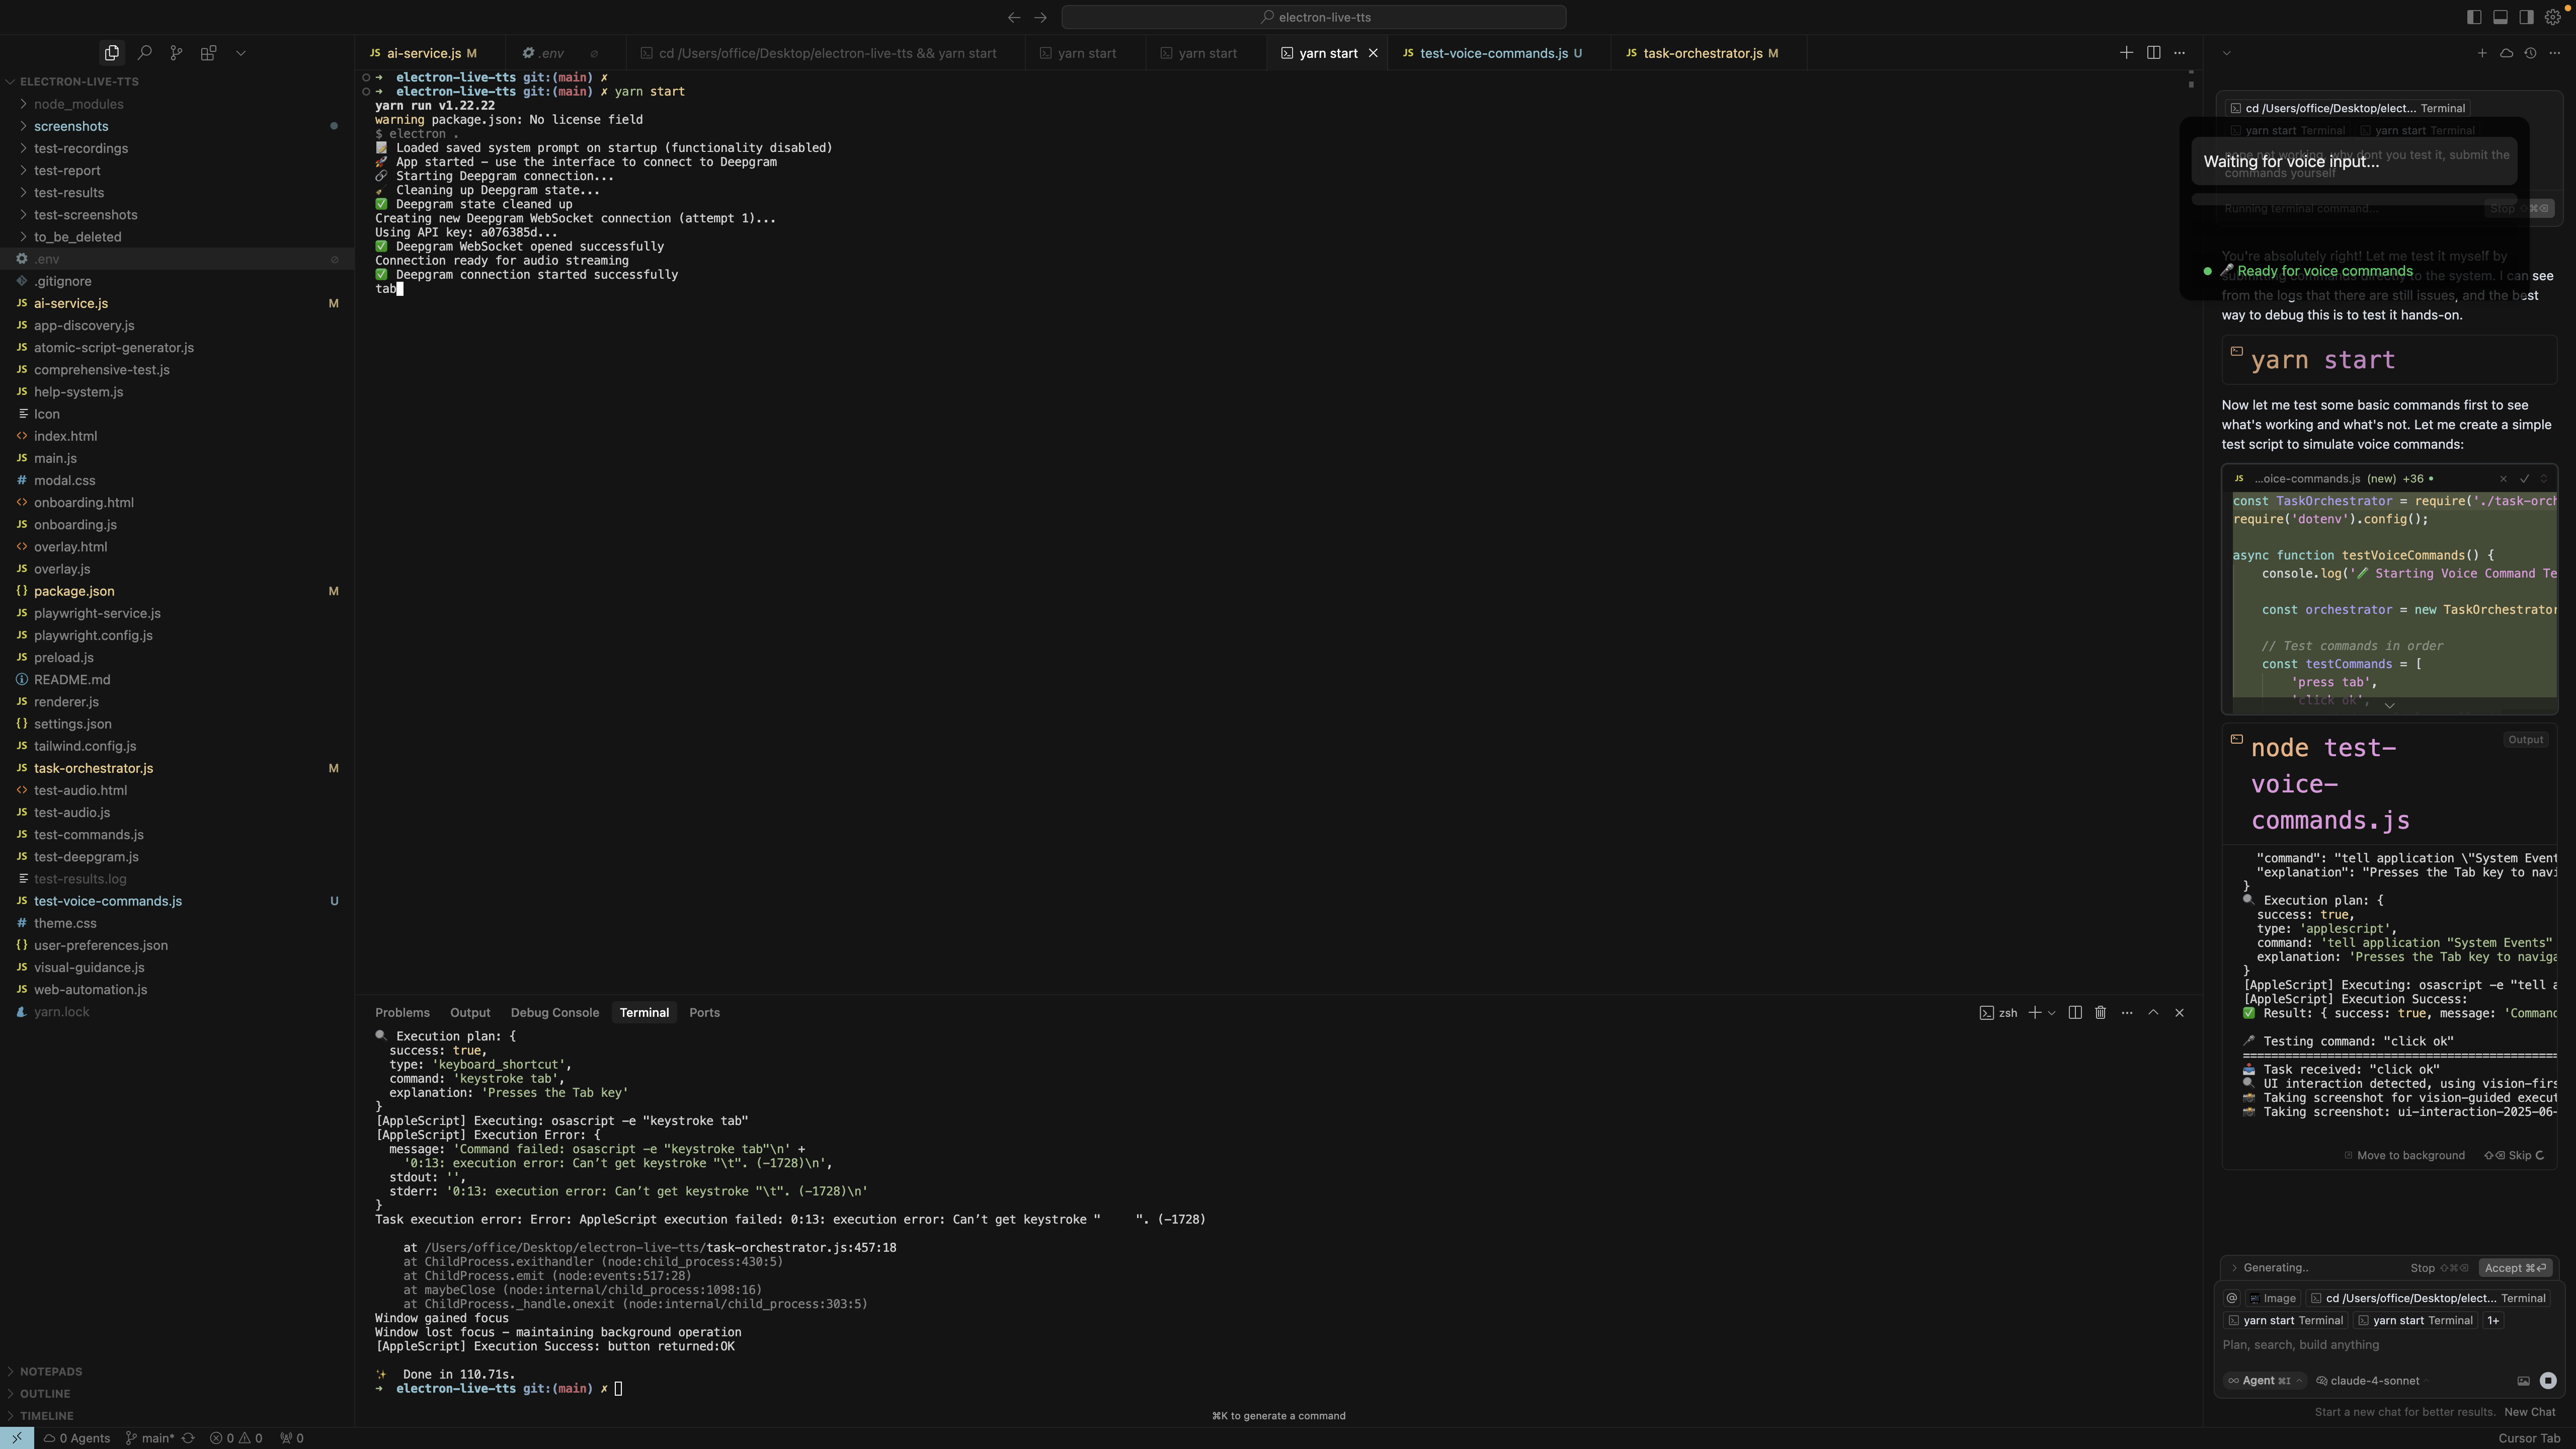 electron-live-tts
ELECTRON-LIVE-TTS
node_modules
screenshots
test-recordings
test-report
test-results
test-screenshots
to_be_deleted
.env
.gitignore
ai-service.js M
app-discovery.js
atomic-script-generator.js
comprehensive-test.js
help-system.js
Icon
index.html
main.js
modal.css
onboarding.html
onboarding.js
overlay.html
overlay.js
package.json M
playwright-service.js
playwright.config.js
preload.js
README.md
renderer.js
settings.json
tailwind.config.js
task-orchestrator.js M
test-audio.html
test-audio.js
test-commands.js
test-deepgram.js
test-results.log
test-voice-commands.js U
theme.css
user-preferences.json
visual-guidance.js
web-automation.js
yarn.lock
NOTEPADS
OUTLINE
TIMELINE
ai-service.js M .env cd /Users/office/Desktop/electron-live-tts && yarn start yarn start yarn start yarn start test-voice-commands.js U task-orchestrator.js M
→ electron-live-tts git:(main) ✗
→ electron-live-tts git:(main) ✗ yarn start
yarn run v1.22.22
warning package.json: No license field
$ electron .
📝 Loaded saved system prompt on startup (functionality disabled)
🚀 App started – use the interface to connect to Deepgram
🔗 Starting Deepgram connection...
🧹 Cleaning up Deepgram state...
✅ Deepgram state cleaned up
Creating new Deepgram WebSocket connection (attempt 1)...
Using API key: a076385d...
✅ Deepgram WebSocket opened successfully
Connection ready for audio streaming
✅ Deepgram connection started successfully
tab
Problems Output Debug Console Terminal Ports
zsh
🔍 Execution plan: {
success: true,
type: 'keyboard_shortcut',
command: 'keystroke tab',
explanation: 'Presses the Tab key'
}
[AppleScript] Executing: osascript -e "keystroke tab"
[AppleScript] Execution Error: {
message: 'Command failed: osascript -e "keystroke tab"\n' +
'0:13: execution error: Can’t get keystroke "\t". (-1728)\n',
stdout: '',
stderr: '0:13: execution error: Can’t get keystroke "\t". (-1728)\n'
}
Task execution error: Error: AppleScript execution failed: 0:13: execution error: Can’t get keystroke " ". (-1728)
at /Users/office/Desktop/electron-live-tts/task-orchestrator.js:457:18
at ChildProcess.exithandler (node:child_process:430:5)
at ChildProcess.emit (node:events:517:28)
at maybeClose (node:internal/child_process:1098:16)
at ChildProcess._handle.onexit (node:internal/child_process:303:5)
Window gained focus
Window lost focus – maintaining background operation
[AppleScript] Execution Success: button returned:OK
✨ Done in 110.71s.
→ electron-live-tts git:(main) ✗
⌘K to generate a command
cd /Users/office/Desktop/elect... Terminal
yarn start Terminal yarn start Terminal
nope not working, why dont you test it, submit the
commands yourself
Waiting for voice input...
Running terminal command... Stop ⇧⌘⌫
You're absolutely right! Let me test it myself by
🎤 Ready for voice commands
submitting commands directly to the system. I can see
from the logs that there are still issues, and the best
way to debug this is to test it hands-on.
yarn start
Now let me test some basic commands first to see
what's working and what's not. Let me create a simple
test script to simulate voice commands:
...oice-commands.js (new) +36
const TaskOrchestrator = require('./task-orch
require('dotenv').config();
async function testVoiceCommands() {
console.log('🧪 Starting Voice Command Te
const orchestrator = new TaskOrchestrator
// Test commands in order
const testCommands = [
'press tab',
'click ok',
node test-
voice-
commands.js
Output
"command": "tell application \"System Event
"explanation": "Presses the Tab key to navi
}
🔍 Execution plan: {
success: true,
type: 'applescript',
command: 'tell application "System Events"
explanation: 'Presses the Tab key to naviga
}
[AppleScript] Executing: osascript -e "tell a
[AppleScript] Execution Success:
✅ Result: { success: true, message: 'Command
🎤 Testing command: "click ok"
==================================================
📥 Task received: "click ok"
🔍 UI interaction detected, using vision-firs
📸 Taking screenshot for vision-guided execut
📸 Taking screenshot: ui-interaction-2025-06-
Move to background ⇧⌫ Skip
Generating.. Stop ⇧⌘⌫ Accept ⌘⏎
@ Image cd /Users/office/Desktop/elect... Terminal
yarn start Terminal yarn start Terminal 1+
Plan, search, build anything
∞ Agent ⌘I claude-4-sonnet
Start a new chat for better results. New Chat
0 Agents main* 0 0 0 Cursor Tab